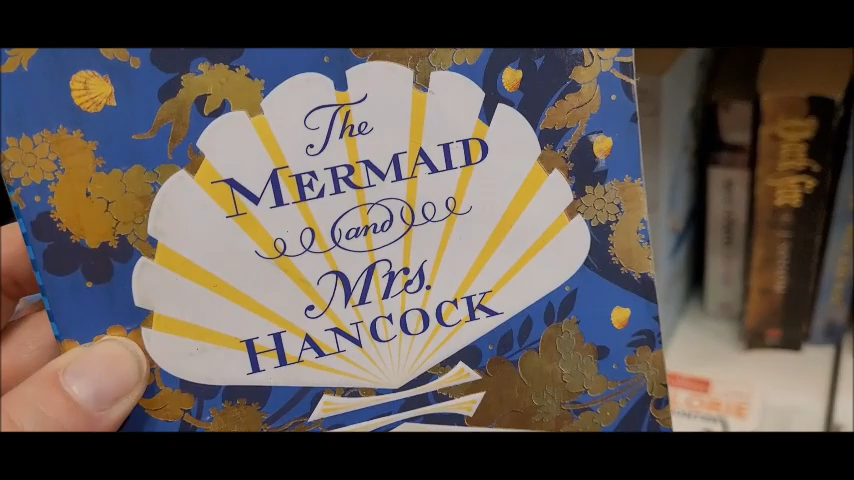 The
MERMAID
and
Mrs.
HANCOCK